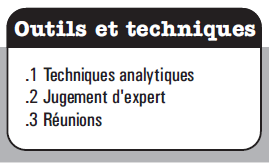 Outils et techniques
.1 Techniques analytiques
.2 Jugement d'expert
.3 Réunions